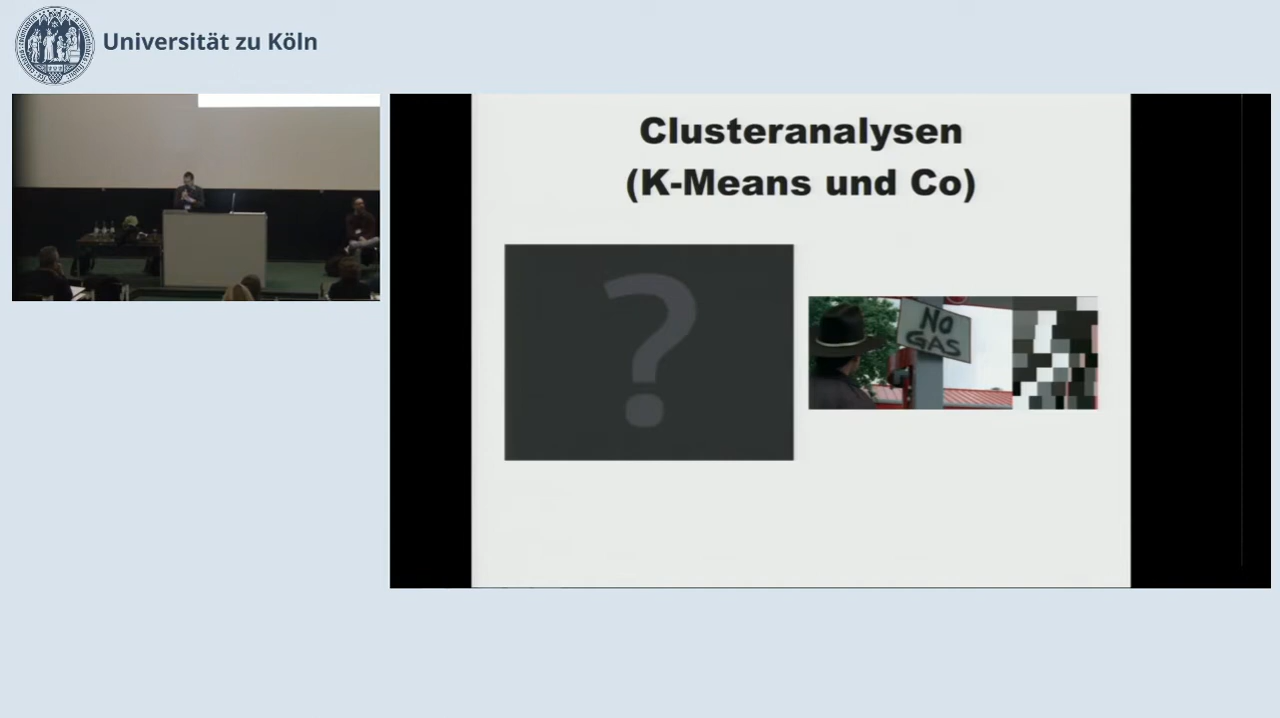 Universität zu Köln
Clusteranalysen
(K-Means und Co)
?
NO
GAS